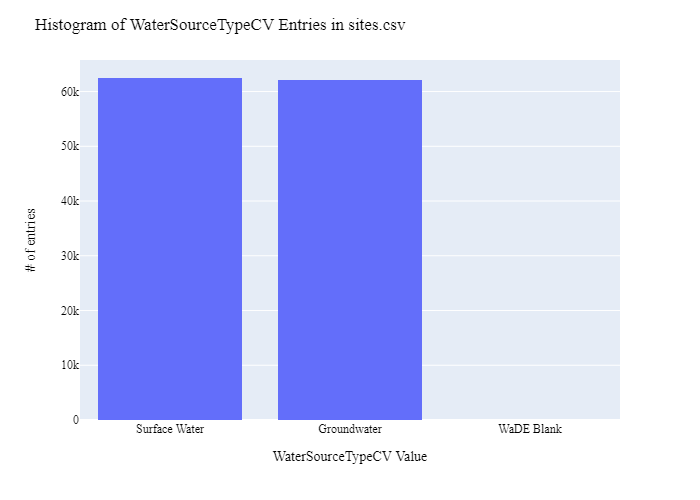 Histogram of WaterSourceTypeCV Entries in sites.csv
60k
50k
40k
30k
20k
10k
0
# of entries
Surface Water
Groundwater
WaDE Blank
WaterSourceTypeCV Value